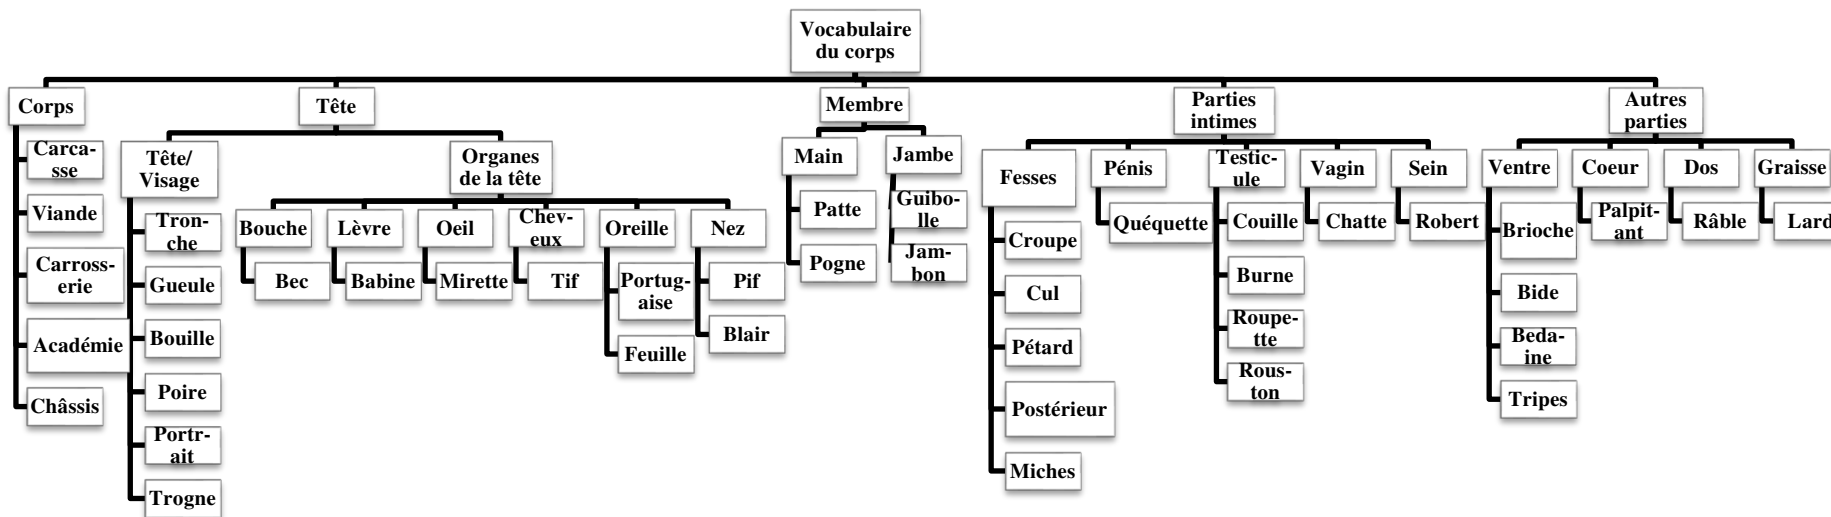 Vocabulaire
du corps
Corps
Carca-
sse
Viande
Carross-
erie
Académie
Châssis
Tête
Tête/
Visage
Tron-
che
Gueule
Bouille
Poire
Portr-
ait
Trogne
Organes
de la tête
Bouche
Bec
Lèvre
Babine
Oeil
Mirette
Chev-
eux
Tif
Oreille
Portug-
aise
Feuille
Nez
Pif
Blair
Membre
Main
Patte
Pogne
Jambe
Guibo-
lle
Jam-
bon
Parties
intimes
Fesses
Croupe
Cul
Pétard
Postérieur
Miches
Pénis
Quéquette
Testic-
ule
Couille
Burne
Roupe-
tte
Rous-
ton
Vagin
Chatte
Sein
Robert
Autres
parties
Ventre
Brioche
Bide
Beda-
ine
Tripes
Coeur
Palpit-
ant
Dos
Râble
Graisse
Lard